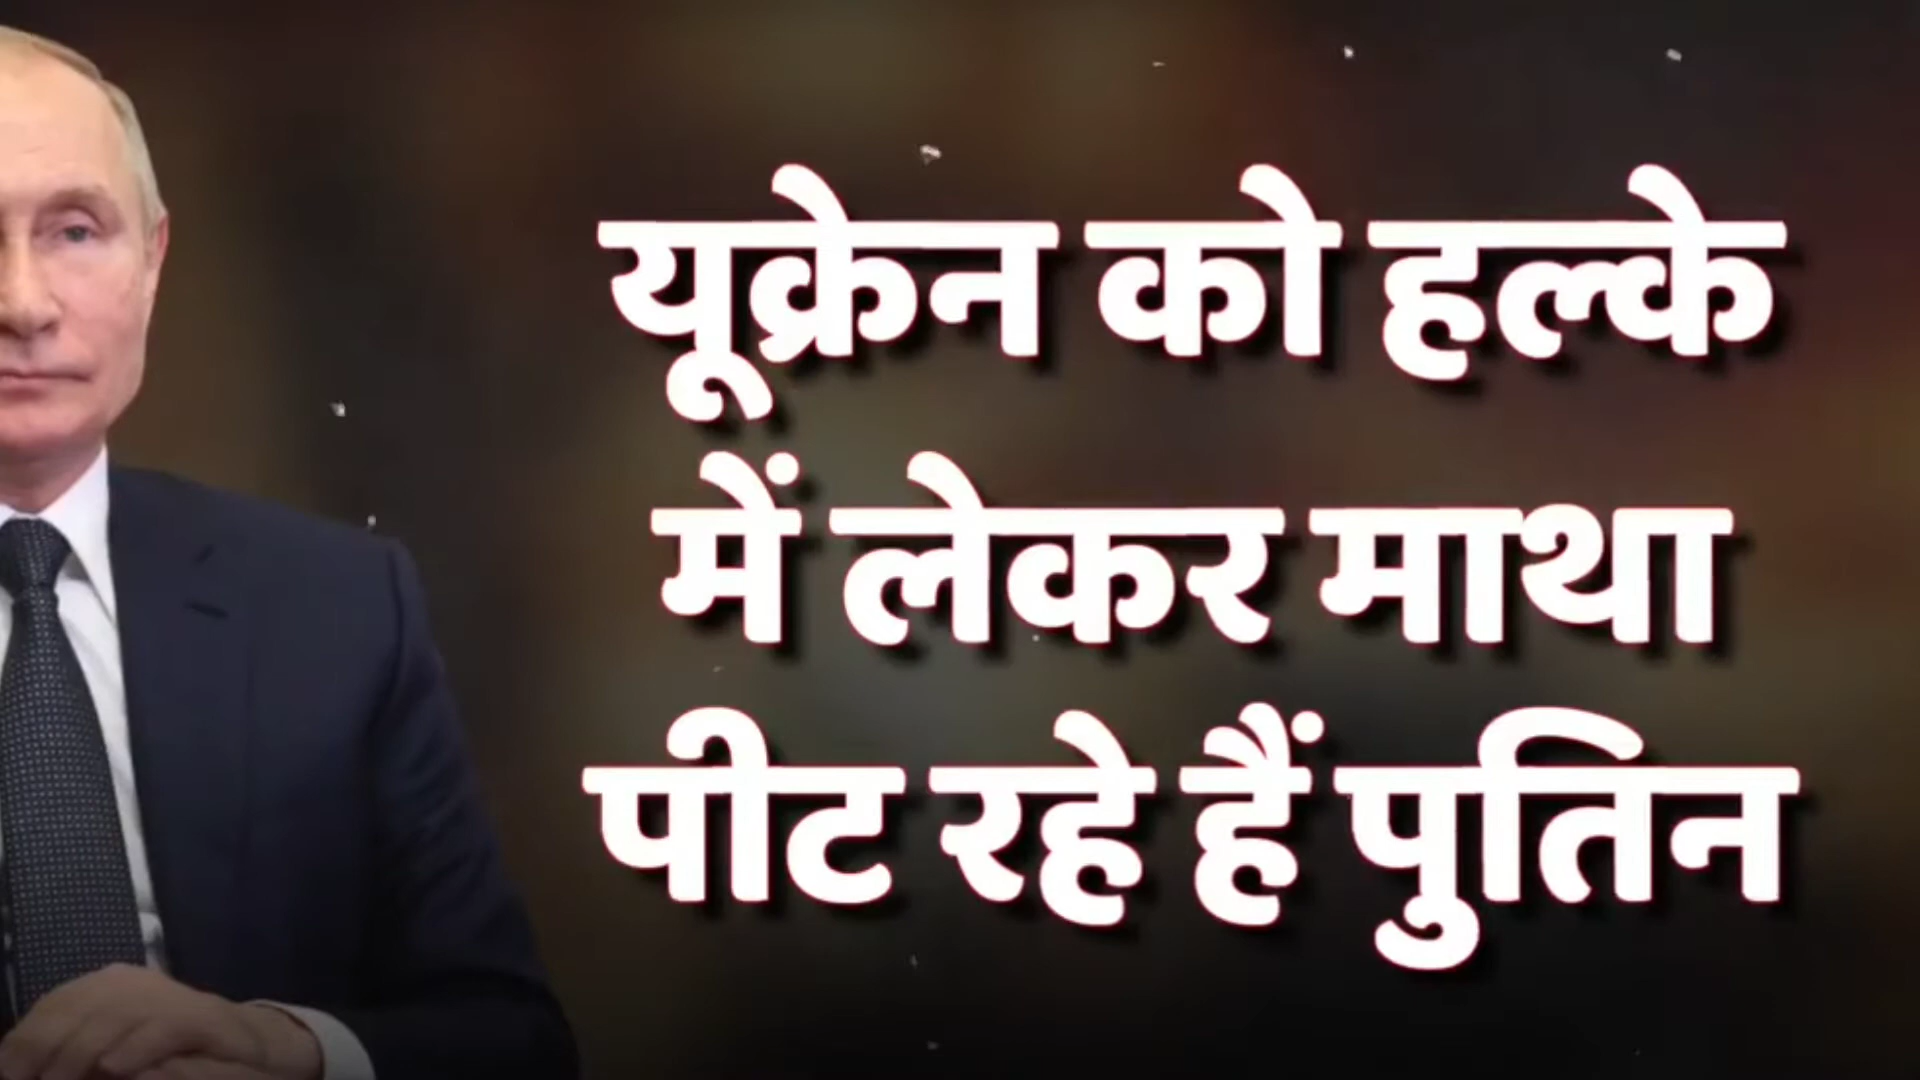 यूक्रेन को हल्के
में लेकर माथा
पीट रहे हैं पुतिन